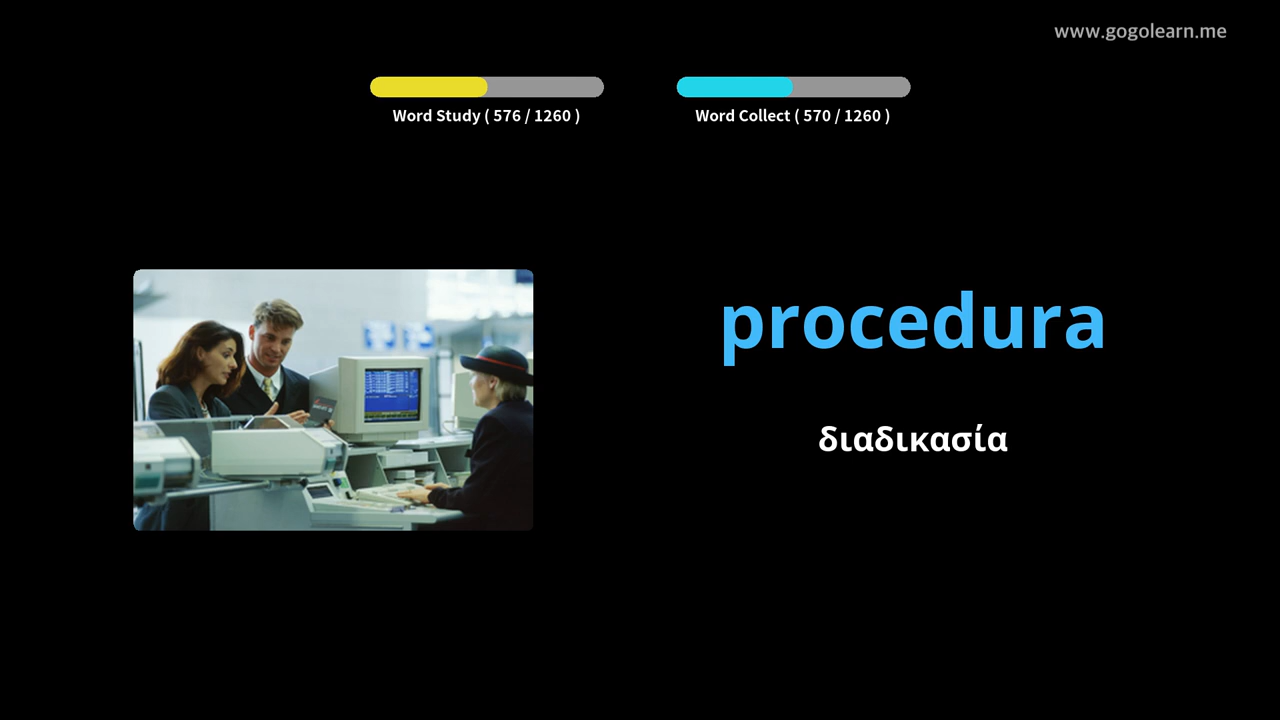 www.gogolearn.me
Word Study ( 576 / 1260 )
Word Collect ( 570 / 1260 )
procedura
διαδικασία